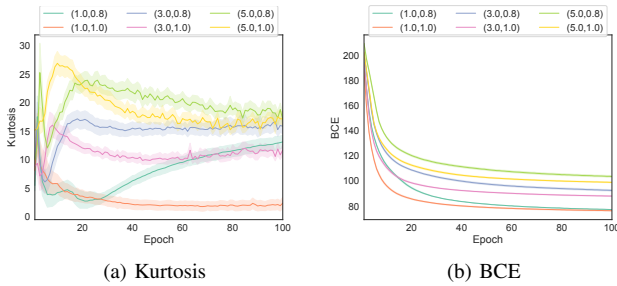 (1.0,0.8) (3.0,0.8) (5.0,0.8)
(1.0,1.0) (3.0,1.0) (5.0,1.0)
Kurtosis
30
25
20
15
10
5
0
20 40 60 80 100
Epoch
(a) Kurtosis
(1.0,0.8) (3.0,0.8) (5.0,0.8)
(1.0,1.0) (3.0,1.0) (5.0,1.0)
BCE
200
180
160
140
120
100
80
20 40 60 80 100
Epoch
(b) BCE